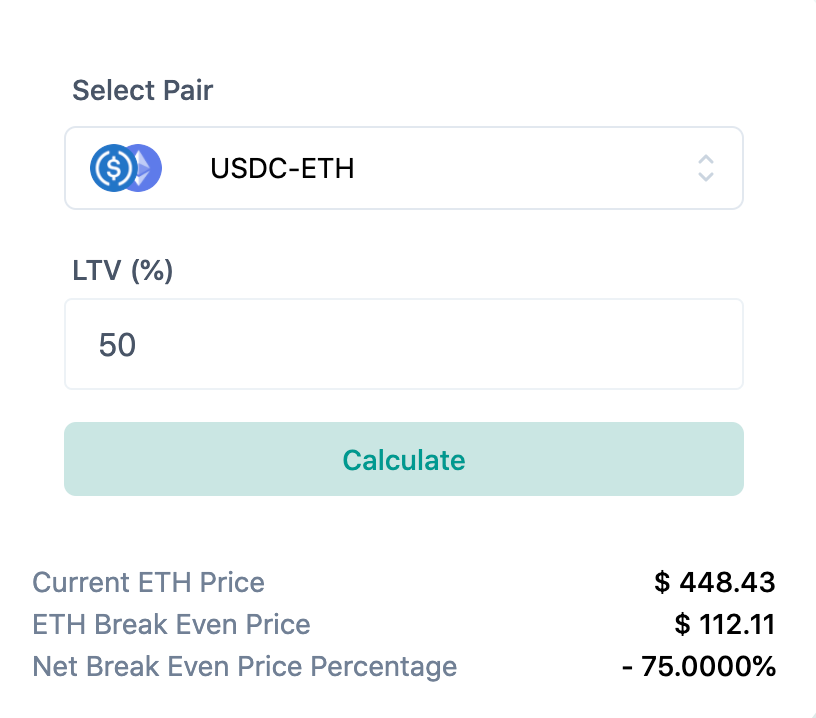 Select Pair
USDC-ETH
LTV (%)
50
Calculate
Current ETH Price $ 448.43
ETH Break Even Price $ 112.11
Net Break Even Price Percentage - 75.0000%